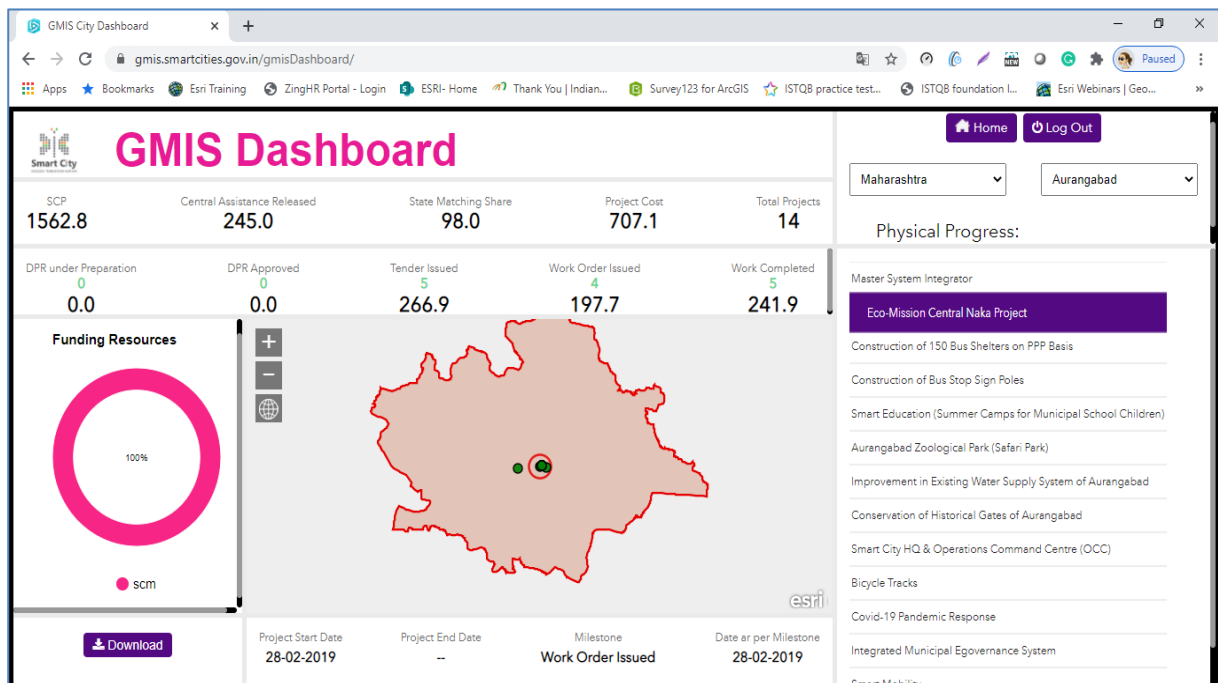 GMIS City Dashboard
gmis.smartcities.gov.in/gmisDashboard/
Paused
Apps Bookmarks Esri Training ZingHR Portal - Login ESRI- Home Thank You | Indian... Survey123 for ArcGIS ISTQB practice test... ISTQB foundation l... Esri Webinars | Geo... »
Smart City
GMIS Dashboard
Home Log Out
Maharashtra Aurangabad
SCP Central Assistance Released State Matching Share Project Cost Total Projects
1562.8 245.0 98.0 707.1 14
Physical Progress:
DPR under Preparation DPR Approved Tender Issued Work Order Issued Work Completed
0 0 5 4 5
0.0 0.0 266.9 197.7 241.9
Funding Resources
100%
scm
esri
Master System Integrator
Eco-Mission Central Naka Project
Construction of 150 Bus Shelters on PPP Basis
Construction of Bus Stop Sign Poles
Smart Education (Summer Camps for Municipal School Children)
Aurangabad Zoological Park (Safari Park)
Improvement in Existing Water Supply System of Aurangabad
Conservation of Historical Gates of Aurangabad
Smart City HQ & Operations Command Centre (OCC)
Bicycle Tracks
Covid-19 Pandemic Response
Integrated Municipal Egovernance System
Smart Mobility
Download
Project Start Date Project End Date Milestone Date ar per Milestone
28-02-2019 -- Work Order Issued 28-02-2019